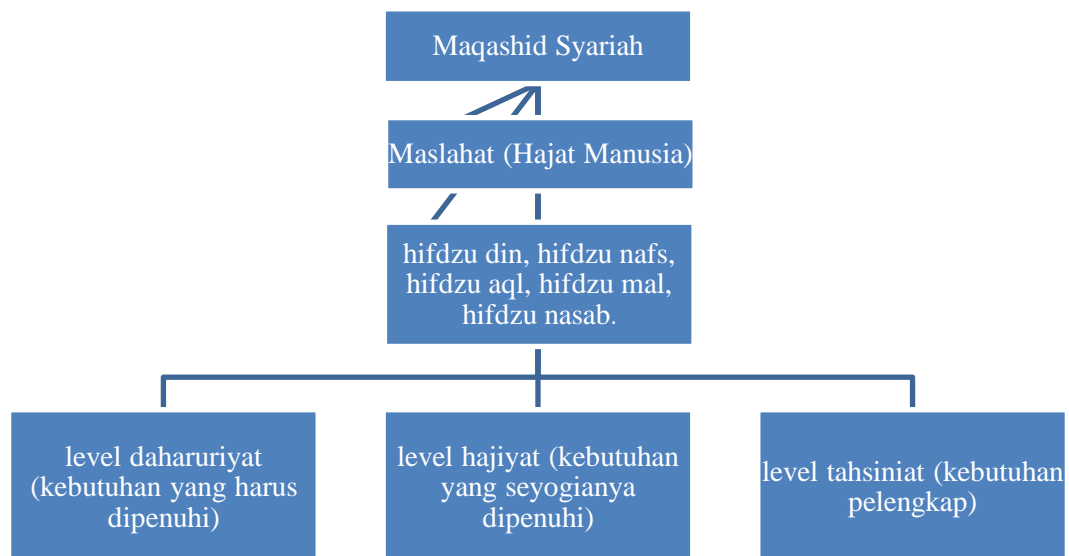 Maqashid Syariah
Maslahat (Hajat Manusia)
hifdzu din, hifdzu nafs,
hifdzu aql, hifdzu mal,
hifdzu nasab.
level daharuriyat
(kebutuhan yang harus
dipenuhi)
level hajiyat (kebutuhan
yang seyogianya
dipenuhi)
level tahsiniat (kebutuhan
pelengkap)